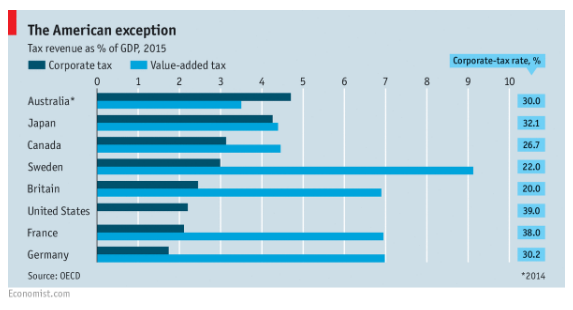 The American exception
Tax revenue as % of GDP, 2015
Corporate tax Value-added tax
Corporate-tax rate, %
0 1 2 3 4 5 6 7 8 9 10
Australia* 30.0
Japan 32.1
Canada 26.7
Sweden 22.0
Britain 20.0
United States 39.0
France 38.0
Germany 30.2
Source: OECD *2014
Economist.com